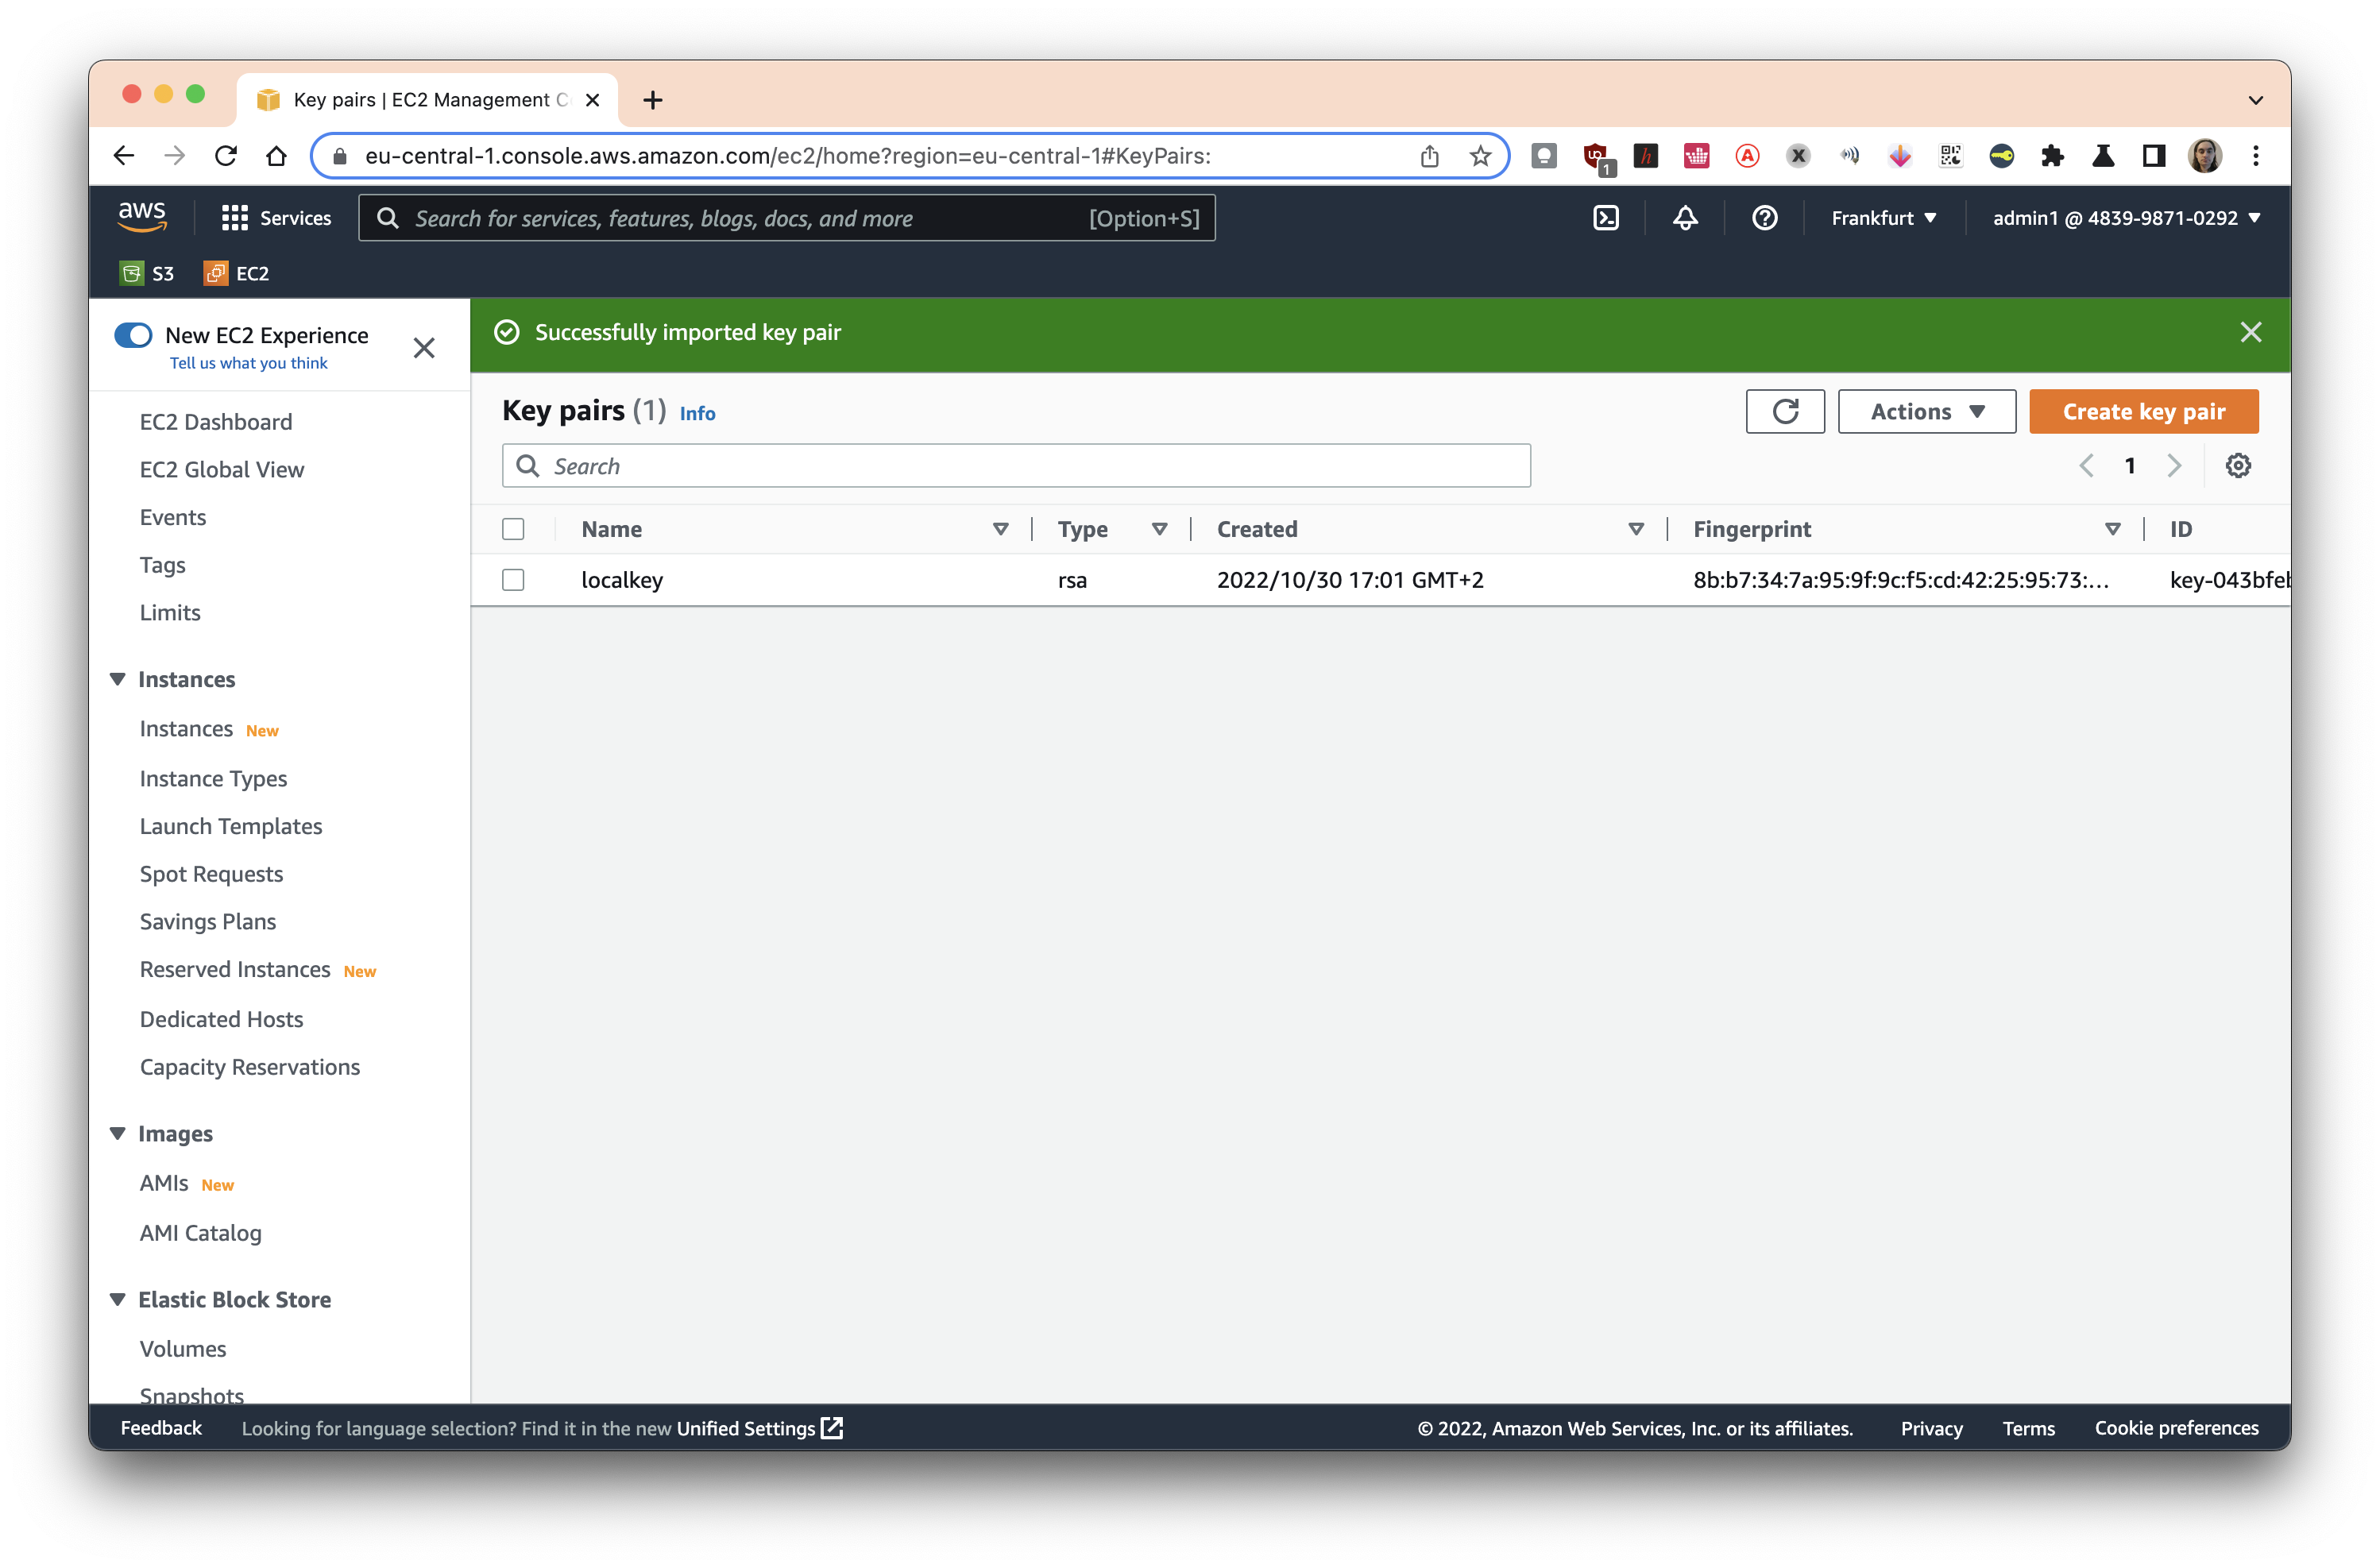 Key pairs | EC2 Management C
eu-central-1.console.aws.amazon.com/ec2/home?region=eu-central-1#KeyPairs:
1
aws
Services
Search for services, features, blogs, docs, and more
[Option+S]
Frankfurt
admin1 @ 4839-9871-0292
S3
EC2
New EC2 Experience
Tell us what you think
EC2 Dashboard
EC2 Global View
Events
Tags
Limits
Instances
Instances New
Instance Types
Launch Templates
Spot Requests
Savings Plans
Reserved Instances New
Dedicated Hosts
Capacity Reservations
Images
AMIs New
AMI Catalog
Elastic Block Store
Volumes
Snapshots
Successfully imported key pair
Key pairs (1) Info
Actions
Create key pair
Search
1
Name Type Created Fingerprint ID
localkey rsa 2022/10/30 17:01 GMT+2 8b:b7:34:7a:95:9f:9c:f5:cd:42:25:95:73:... key-043bfeb
Feedback
Looking for language selection? Find it in the new Unified Settings
© 2022, Amazon Web Services, Inc. or its affiliates.
Privacy
Terms
Cookie preferences